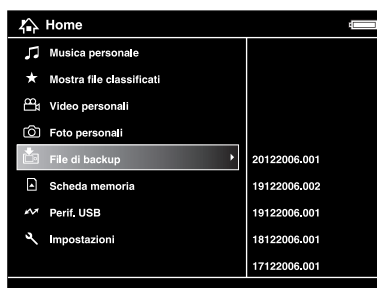 Home
Musica personale
Mostra file classificati
Video personali
Foto personali
File di backup
20122006.001
Scheda memoria
19122006.002
Perif. USB
19122006.001
Impostazioni
18122006.001
17122006.001